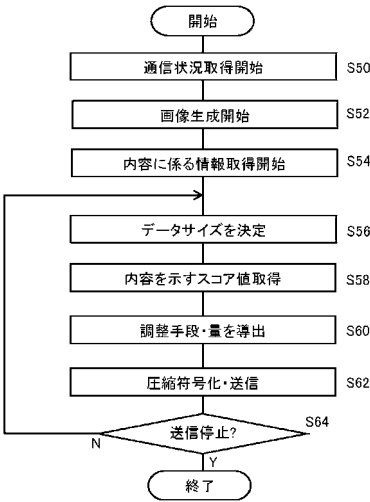 開始
通信状況取得開始 S50
画像生成開始 S52
内容に係る情報取得開始 S54
データサイズを決定 S56
内容を示すスコア値取得 S58
調整手段・量を導出 S60
圧縮符号化・送信 S62
送信停止? S64
N
Y
終了